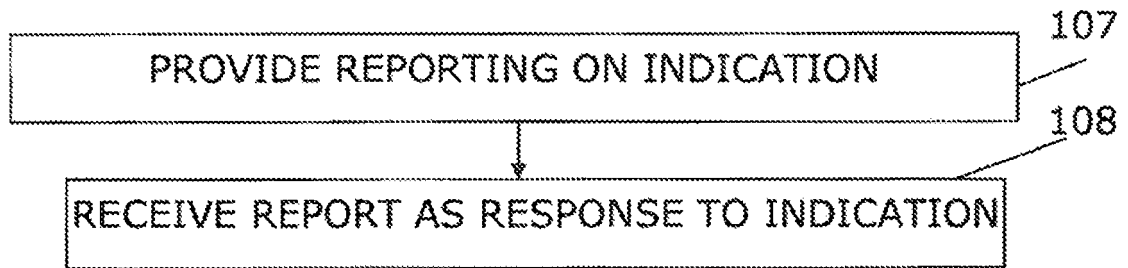 107
PROVIDE REPORTING ON INDICATION
108
RECEIVE REPORT AS RESPONSE TO INDICATION